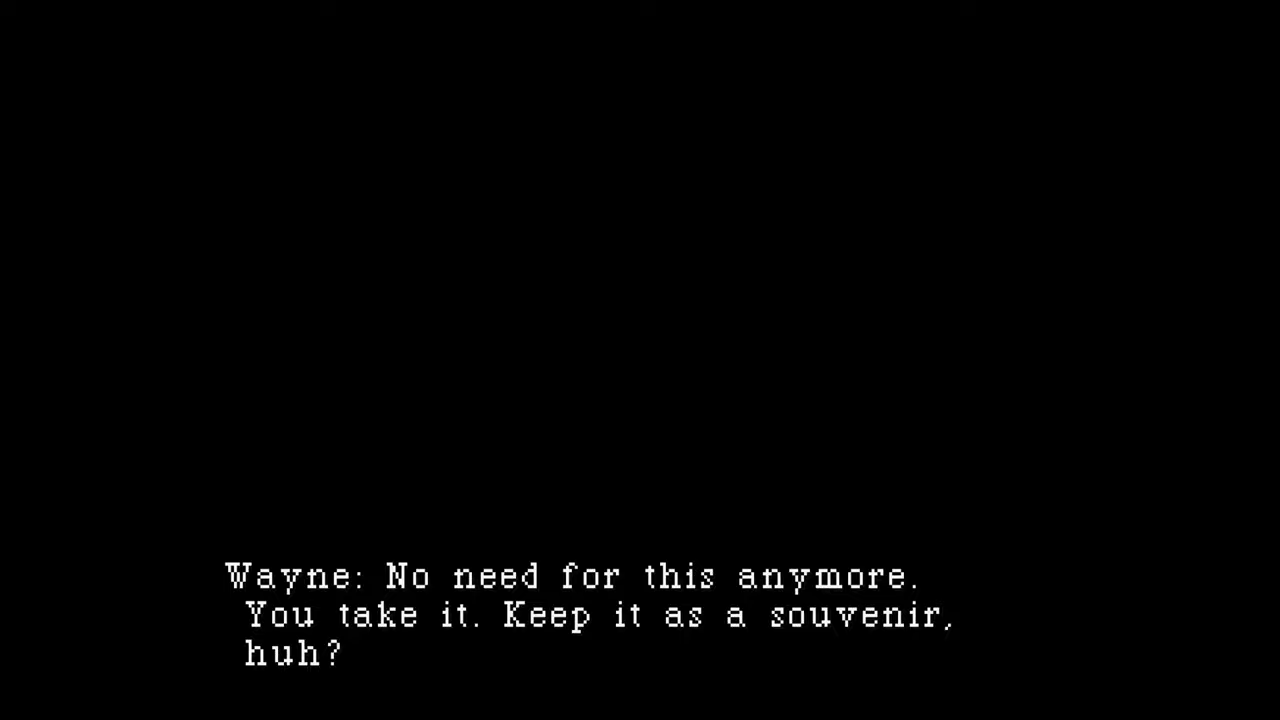 Wayne: No need for this anymore.
You take it. Keep it as a souvenir,
huh?